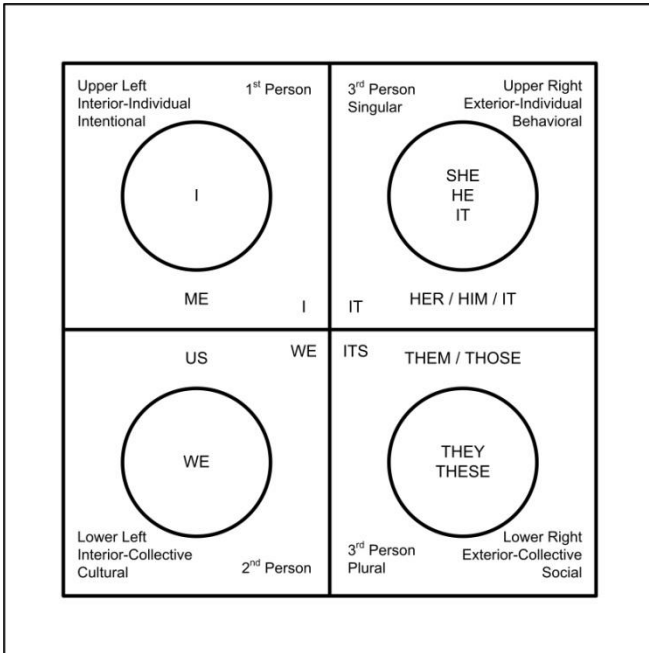 Upper Left
Interior-Individual
Intentional
1st Person
I
ME
I
3rd Person
Singular
Upper Right
Exterior-Individual
Behavioral
SHE
HE
IT
IT
HER / HIM / IT
US
WE
WE
Lower Left
Interior-Collective
Cultural
2nd Person
ITS
THEM / THOSE
THEY
THESE
3rd Person
Plural
Lower Right
Exterior-Collective
Social